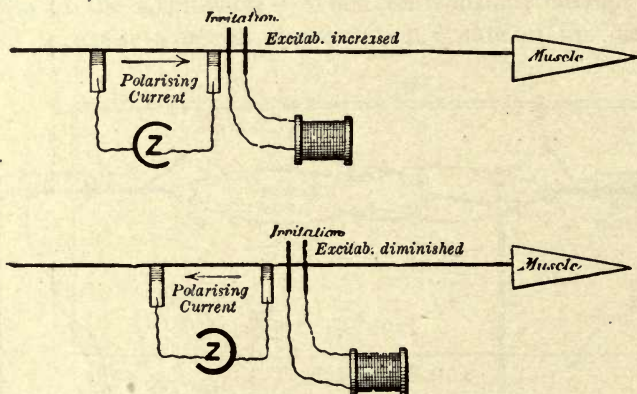 Irritation
Excitab. increased
Muscle
Polarising
Current
Z
Irritation
Excitab. diminished
Muscle
Polarising
Current
Z